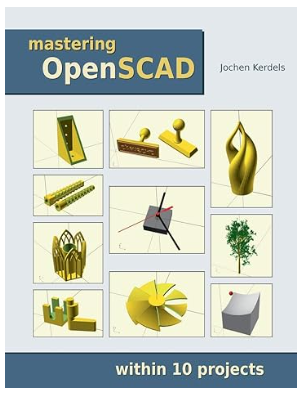 mastering
OpenSCAD
Jochen Kerdels
within 10 projects